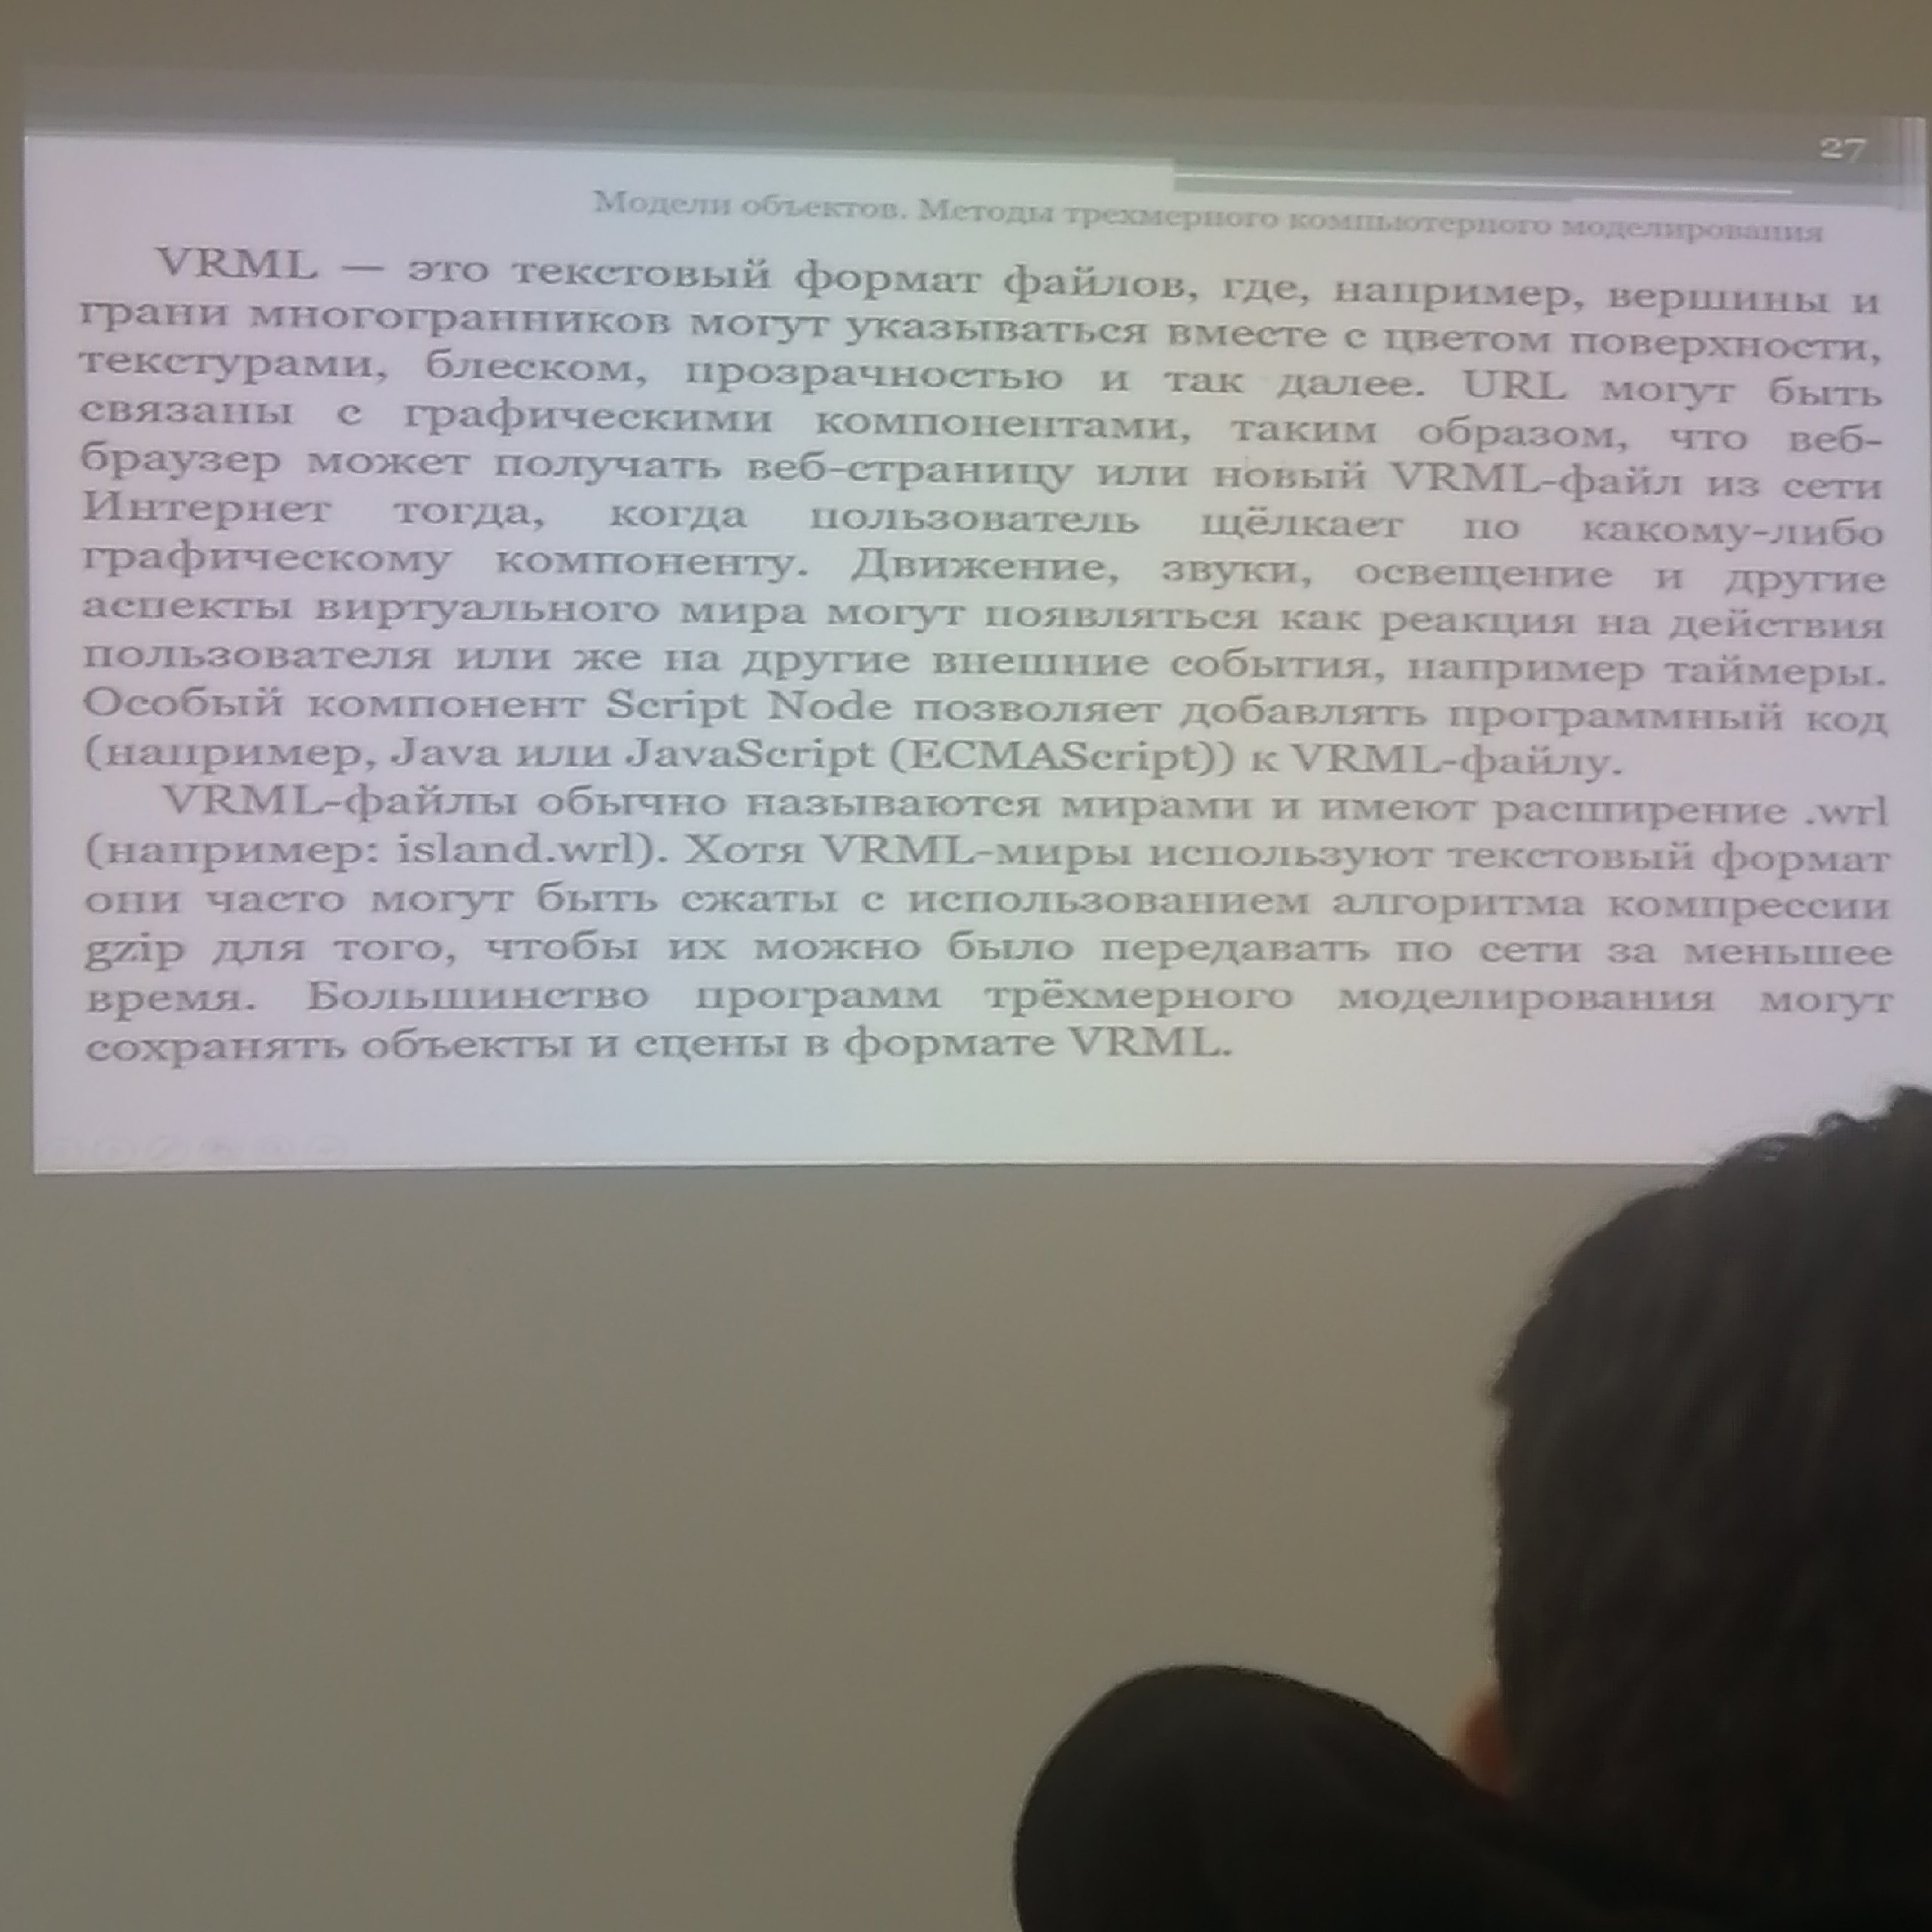 27
Модели объектов. Методы трехмерного компьютерного моделирования
VRML — это текстовый формат файлов, где, например, вершины и
грани многогранников могут указываться вместе с цветом поверхности,
текстурами, блеском, прозрачностью и так далее. URL могут быть
связаны с графическими компонентами, таким образом, что веб-
браузер может получать веб-страницу или новый VRML-файл из сети
Интернет тогда, когда пользователь щёлкает по какому-либо
графическому компоненту. Движение, звуки, освещение и другие
аспекты виртуального мира могут появляться как реакция на действия
пользователя или же на другие внешние события, например таймеры.
Особый компонент Script Node позволяет добавлять программный код
(например, Java или JavaScript (ECMAScript)) к VRML-файлу.
VRML-файлы обычно называются мирами и имеют расширение .wrl
(например: island.wrl). Хотя VRML-миры используют текстовый формат
они часто могут быть сжаты с использованием алгоритма компрессии
gzip для того, чтобы их можно было передавать по сети за меньшее
время. Большинство программ трёхмерного моделирования могут
сохранять объекты и сцены в формате VRML.